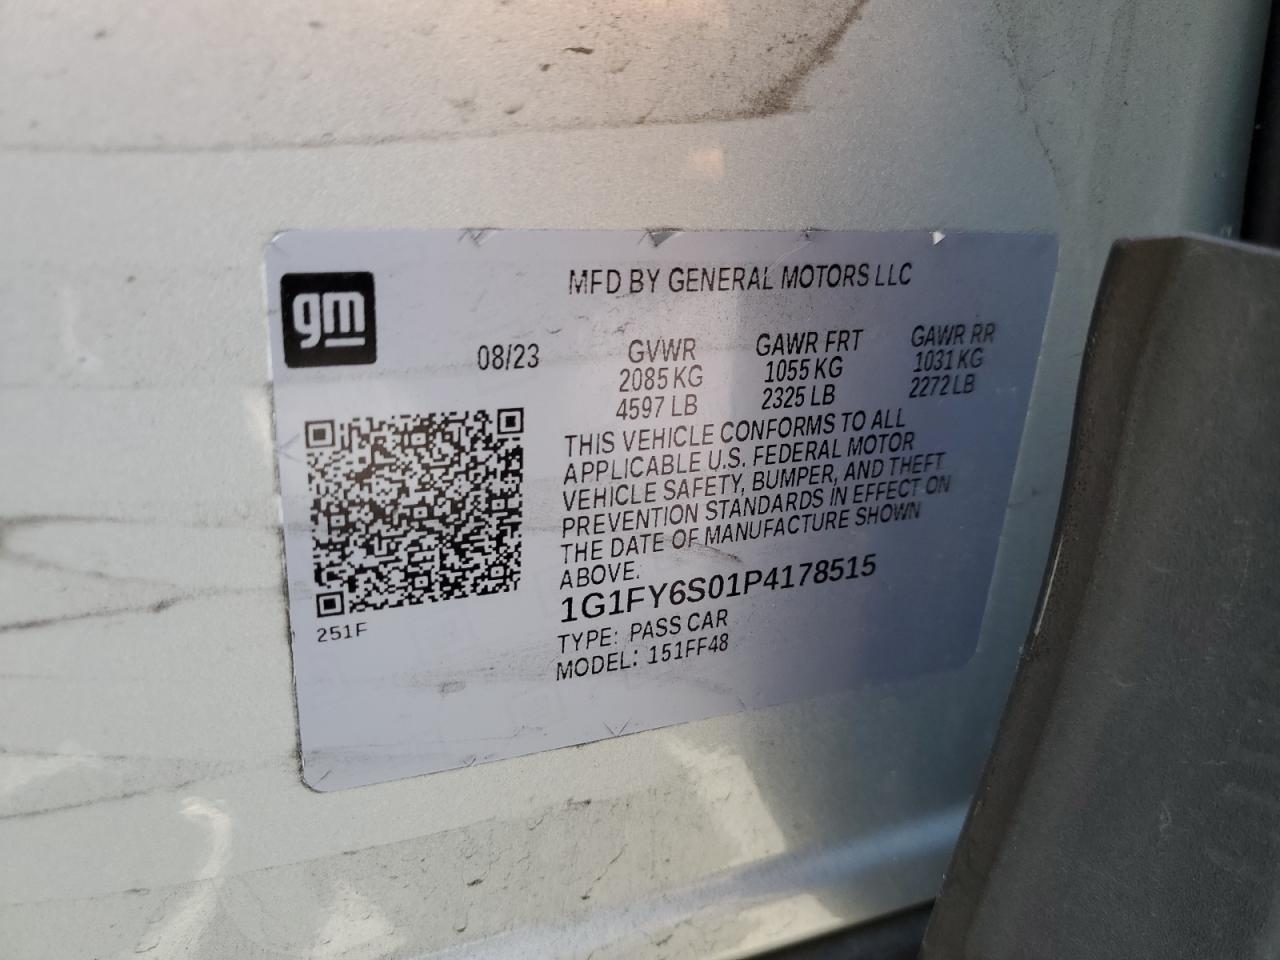 gm
MFD BY GENERAL MOTORS LLC
08/23
GVWR GAWR FRT GAWR RR
2085 KG 1055 KG 1031 KG
4597 LB 2325 LB 2272 LB
THIS VEHICLE CONFORMS TO ALL
APPLICABLE U.S. FEDERAL MOTOR
VEHICLE SAFETY, BUMPER, AND THEFT
PREVENTION STANDARDS IN EFFECT ON
THE DATE OF MANUFACTURE SHOWN
ABOVE.
1G1FY6S01P4178515
TYPE: PASS CAR
MODEL: 151FF48
251F